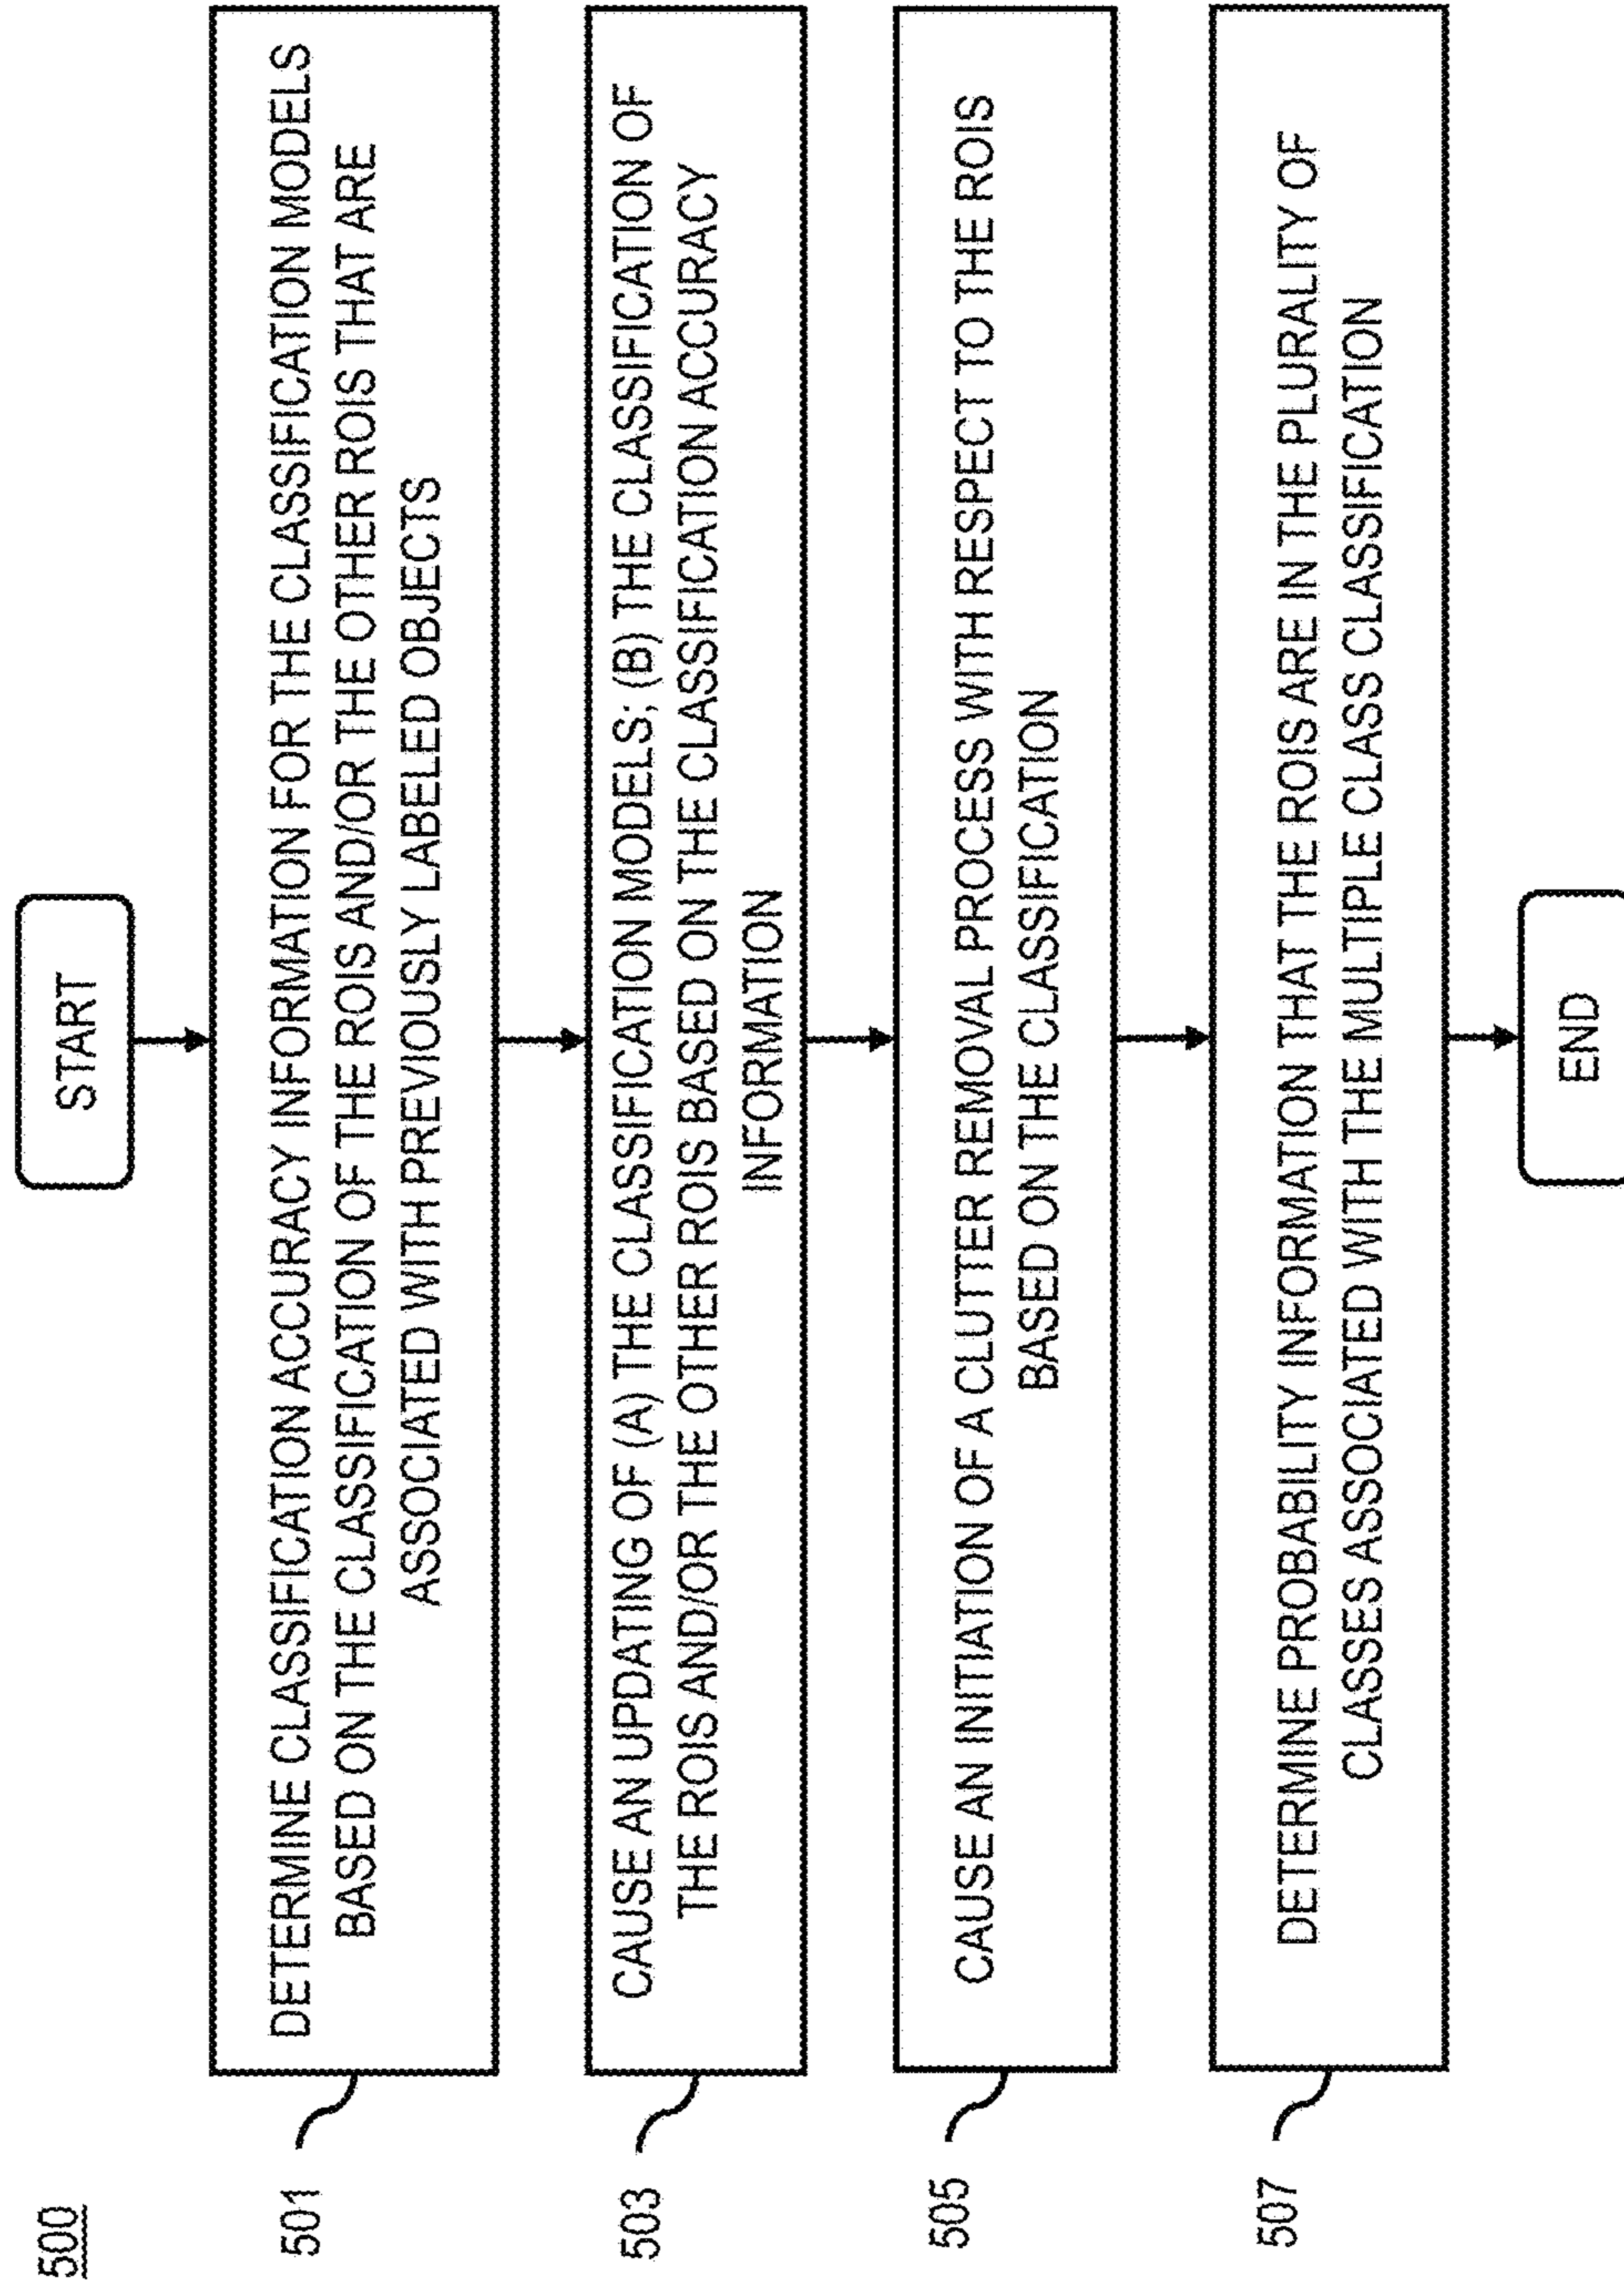 500
START
501
DETERMINE CLASSIFICATION ACCURACY INFORMATION FOR THE CLASSIFICATION MODELS
BASED ON THE CLASSIFICATION OF THE ROIS AND/OR THE OTHER ROIS THAT ARE
ASSOCIATED WITH PREVIOUSLY LABELED OBJECTS
503
CAUSE AN UPDATING OF (A) THE CLASSIFICATION MODELS; (B) THE CLASSIFICATION OF
THE ROIS AND/OR THE OTHER ROIS BASED ON THE CLASSIFICATION ACCURACY
INFORMATION
505
CAUSE AN INITIATION OF A CLUTTER REMOVAL PROCESS WITH RESPECT TO THE ROIS
BASED ON THE CLASSIFICATION
507
DETERMINE PROBABILITY INFORMATION THAT THE ROIS ARE IN THE PLURALITY OF
CLASSES ASSOCIATED WITH THE MULTIPLE CLASS CLASSIFICATION
END